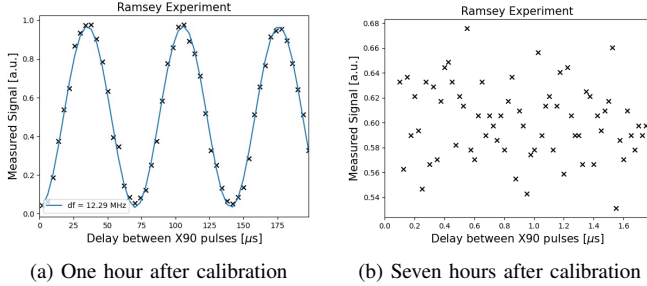 Ramsey Experiment
Measured Signal [a.u.]
1.0
0.8
0.6
0.4
0.2
0.0
df = 12.29 MHz
0 25 50 75 100 125 150 175
Delay between X90 pulses [μs]
(a) One hour after calibration
Ramsey Experiment
Measured Signal [a.u.]
0.68
0.66
0.64
0.62
0.60
0.58
0.56
0.54
0.0 0.2 0.4 0.6 0.8 1.0 1.2 1.4 1.6
Delay between X90 pulses [μs]
(b) Seven hours after calibration